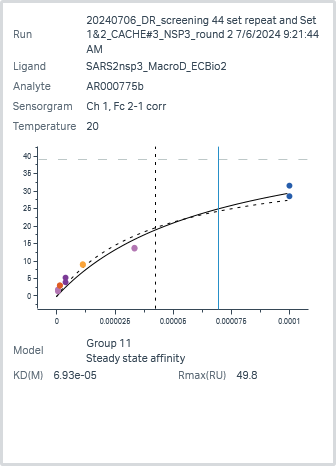 Run 20240706_DR_screening 44 set repeat and Set
1&2_CACHE#3_NSP3_round 2 7/6/2024 9:21:44
AM
Ligand SARS2nsp3_MacroD_ECBio2
Analyte AR000775b
Sensorgram Ch 1, Fc 2-1 corr
Temperature 20
40
35
30
25
20
15
10
5
0
0 0.000025 0.00005 0.000075 0.0001
Model Group 11
Steady state affinity
KD(M) 6.93e-05 Rmax(RU) 49.8